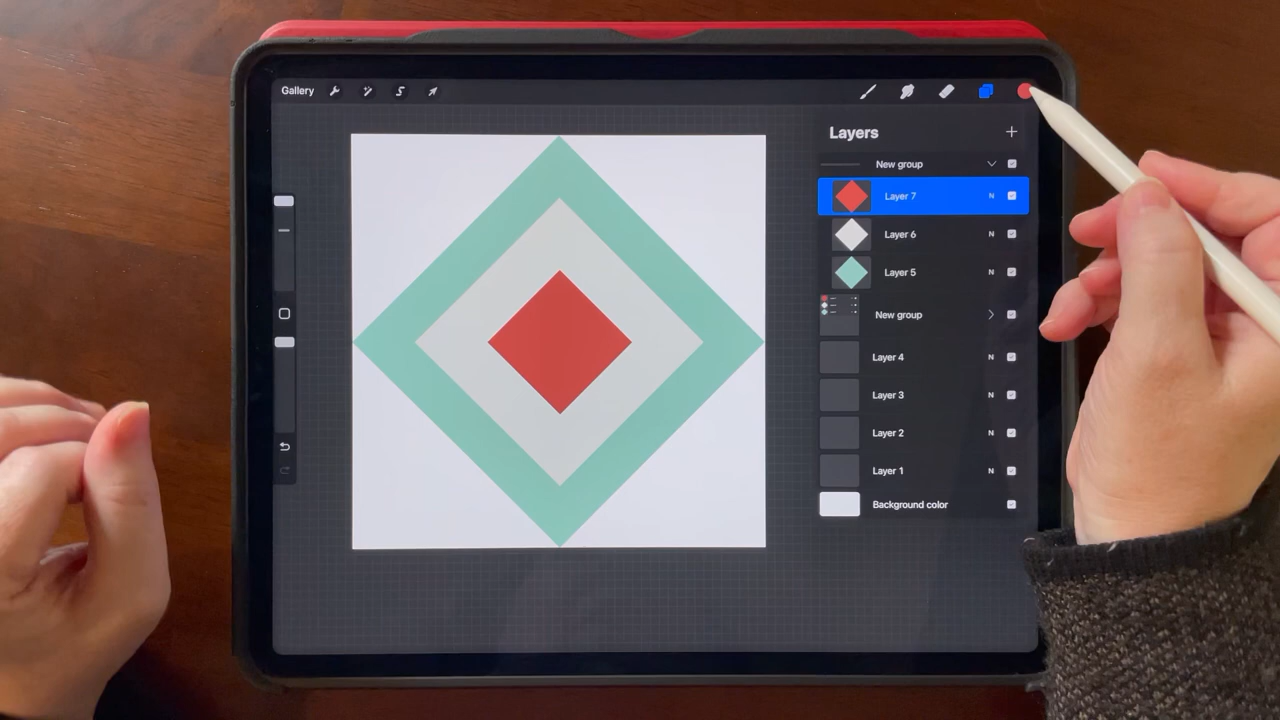 Gallery
Layers
New group
Layer 7 N
Layer 6 N
Layer 5 N
New group
Layer 4 N
Layer 3 N
Layer 2 N
Layer 1 N
Background color